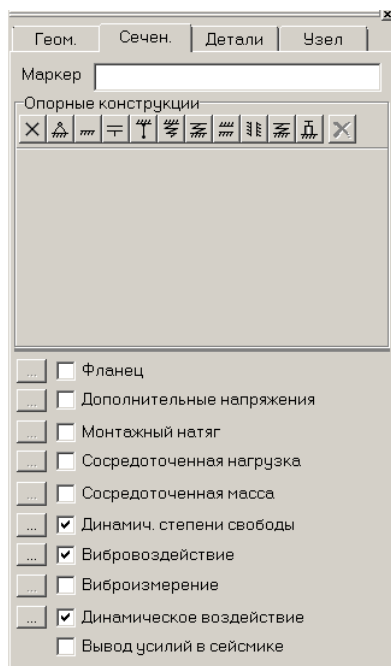 Геом. Сечен. Детали Узел
Маркер
Опорные конструкции
... Фланец
... Дополнительные напряжения
... Монтажный натяг
... Сосредоточенная нагрузка
... Сосредоточенная масса
... Динамич. степени свободы
... Вибровоздействие
... Виброизмерение
... Динамическое воздействие
Вывод усилий в сейсмике